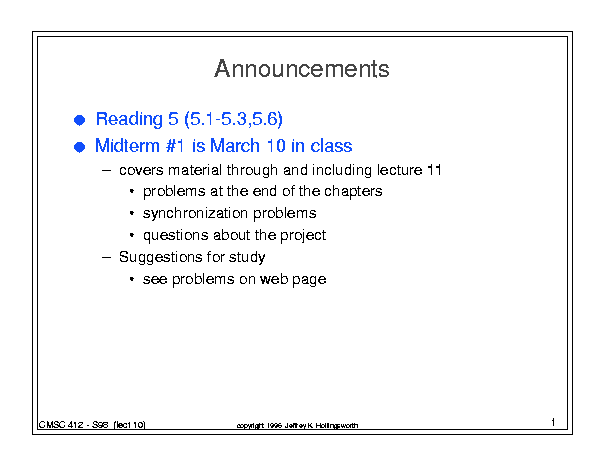 Announcements
● Reading 5 (5.1-5.3,5.6)
● Midterm #1 is March 10 in class
– covers material through and including lecture 11
• problems at the end of the chapters
• synchronization problems
• questions about the project
– Suggestions for study
• see problems on web page
CMSC 412 - S98 (lect 10)
copyright 1996 Jeffrey K. Hollingsworth
1